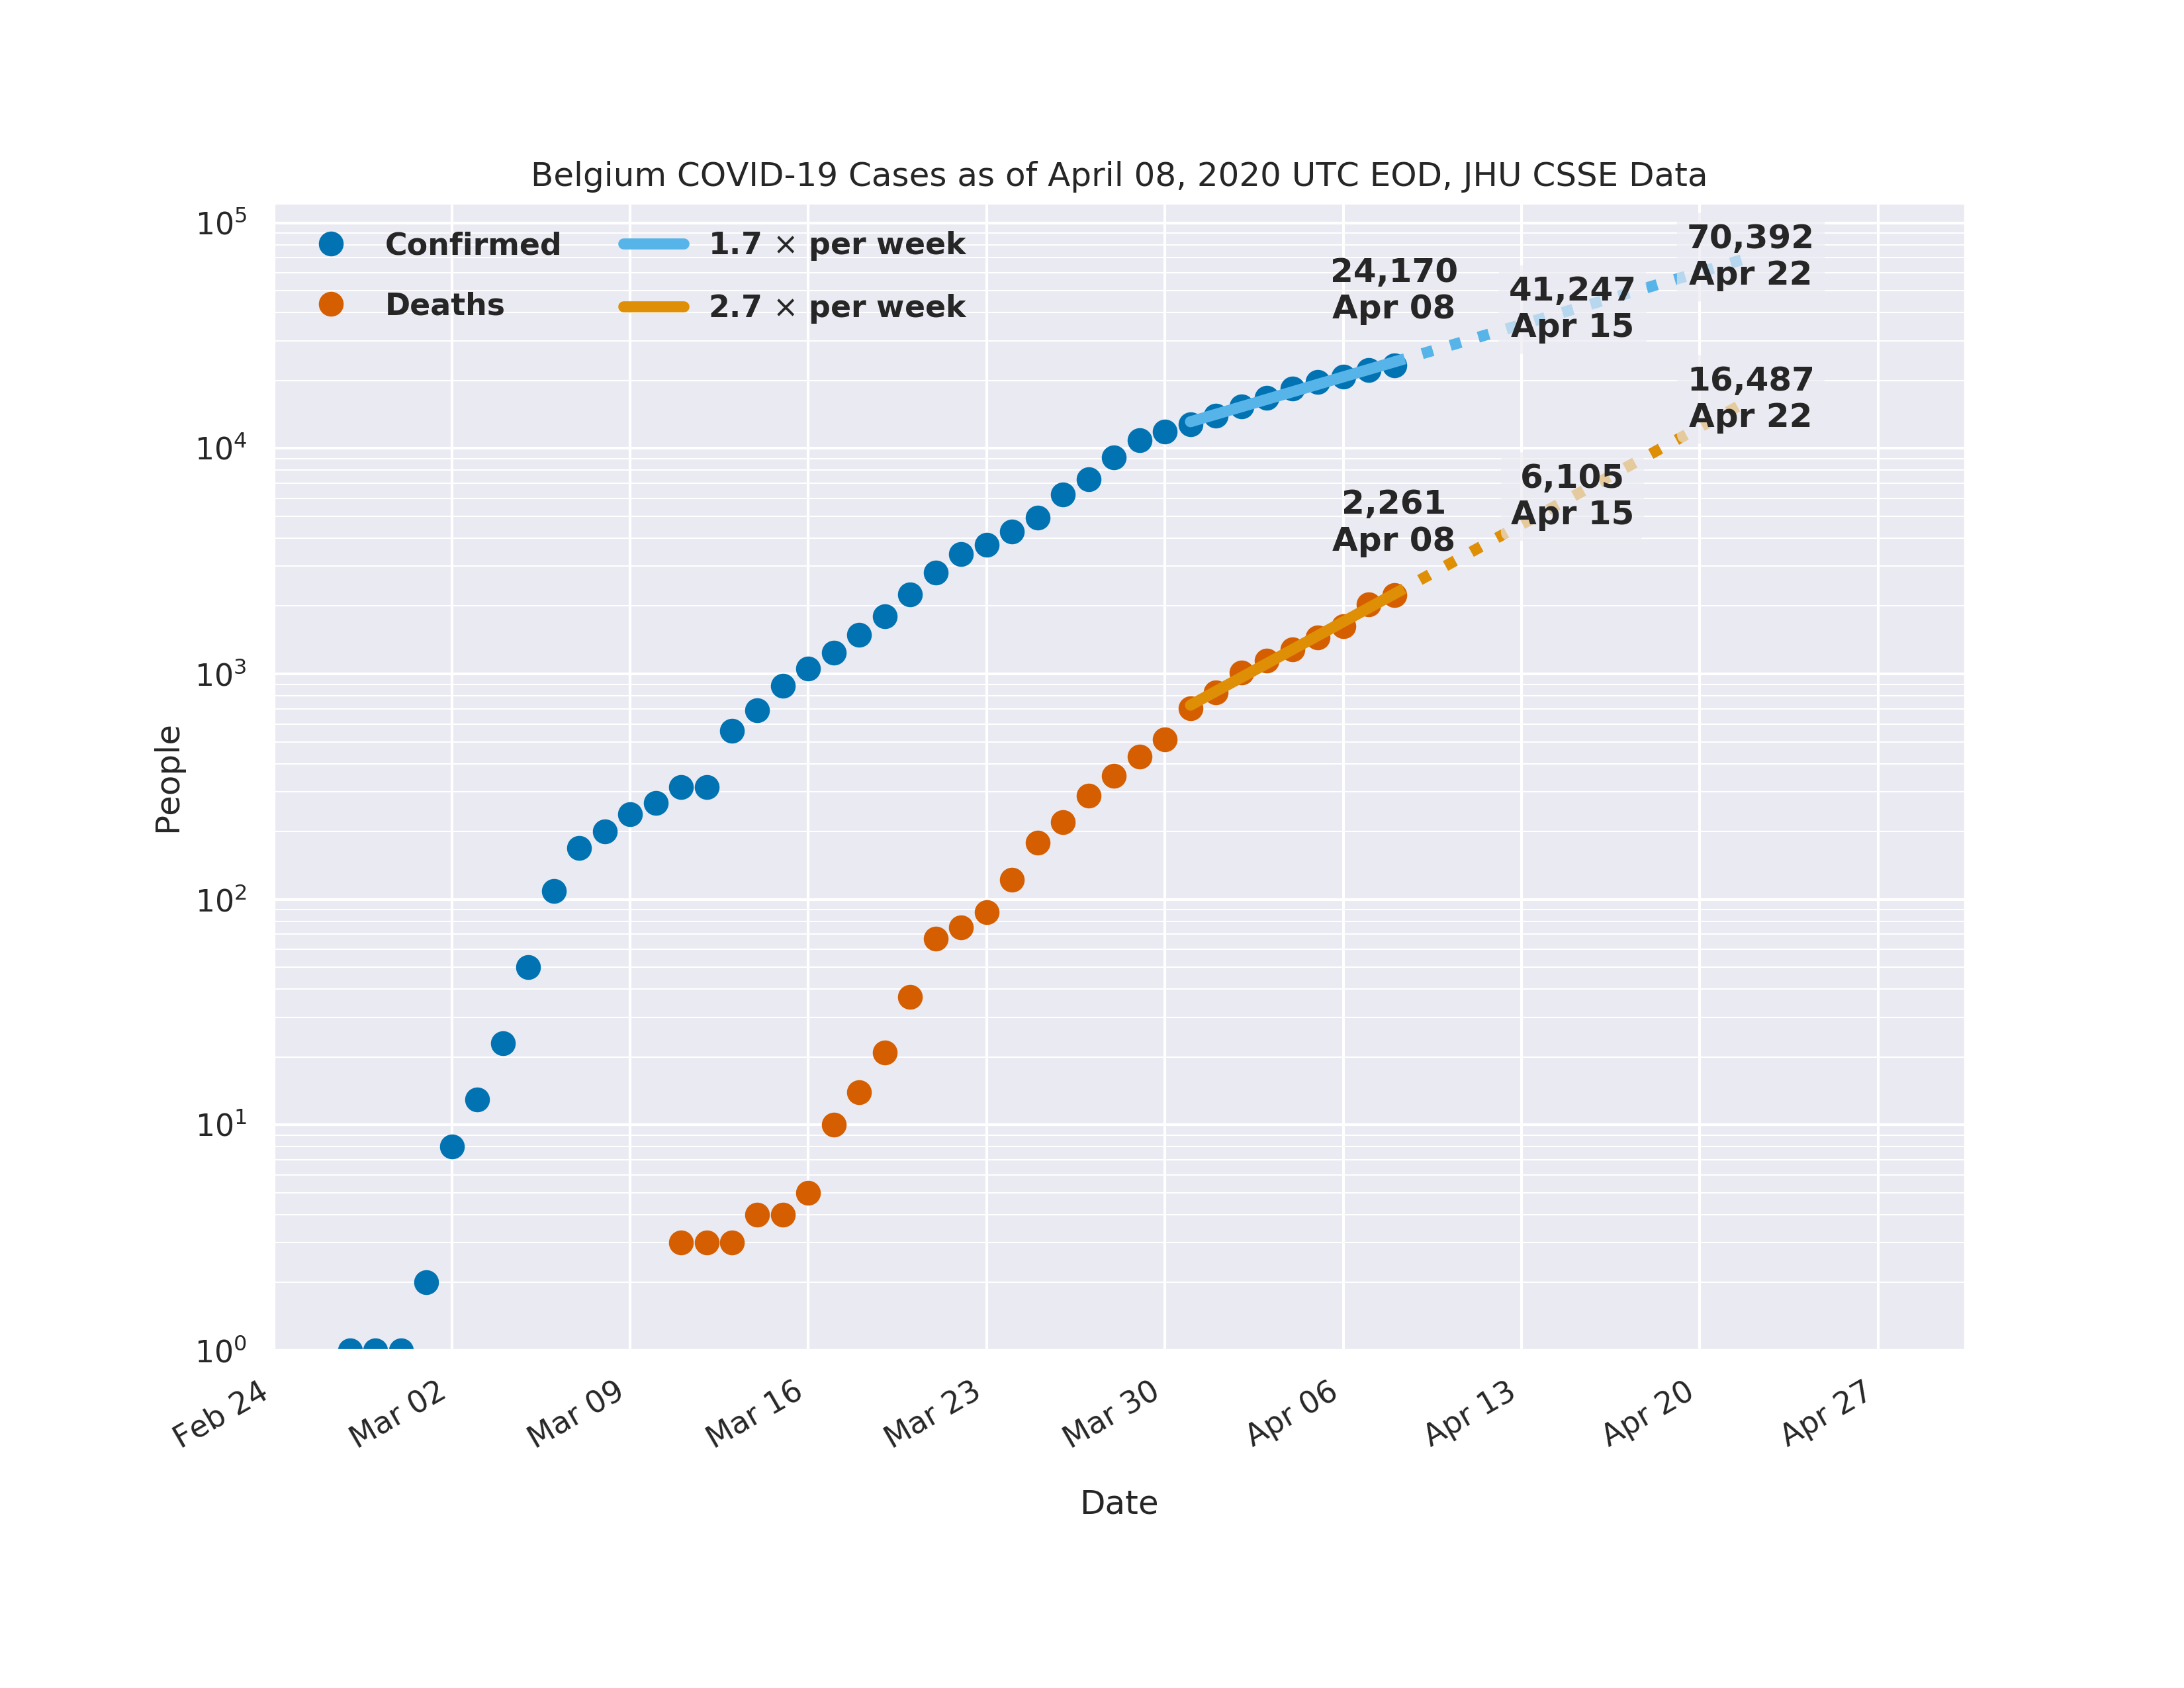 Belgium COVID-19 Cases as of April 08, 2020 UTC EOD, JHU CSSE Data
Confirmed
Deaths
1.7 × per week
2.7 × per week
24,170
Apr 08
41,247
Apr 15
70,392
Apr 22
2,261
Apr 08
6,105
Apr 15
16,487
Apr 22
People
10⁵
10⁴
10³
10²
10¹
10⁰
Feb 24
Mar 02
Mar 09
Mar 16
Mar 23
Mar 30
Apr 06
Apr 13
Apr 20
Apr 27
Date